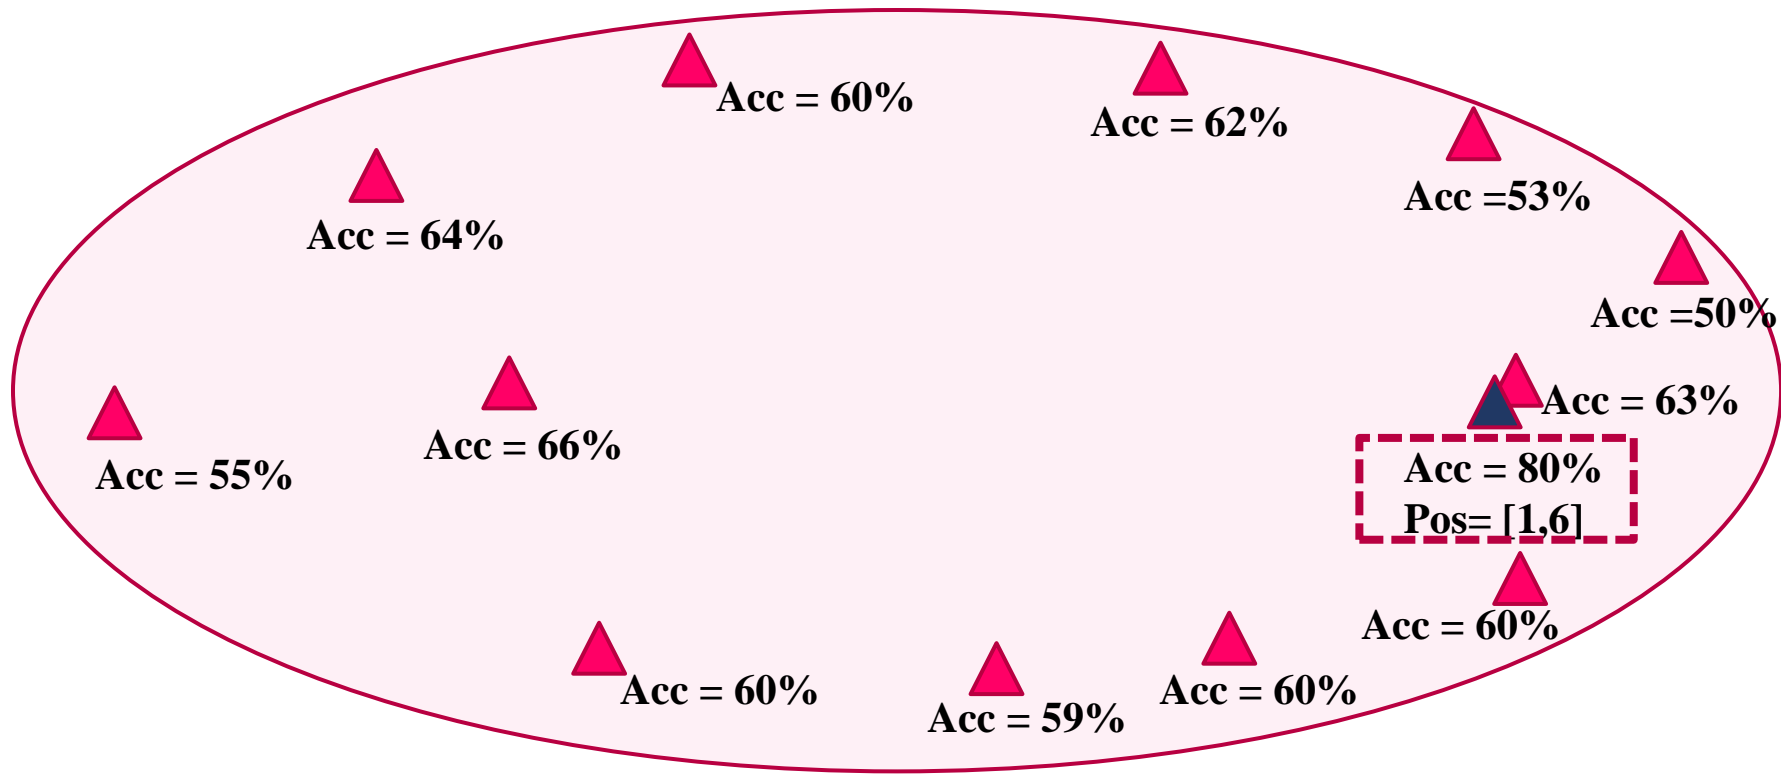 Acc = 60%
Acc = 62%
Acc =53%
Acc = 64%
Acc =50%
Acc = 63%
Acc = 66%
Acc = 55%
Acc = 80%
Pos= [1,6]
Acc = 60%
Acc = 60%
Acc = 59%
Acc = 60%